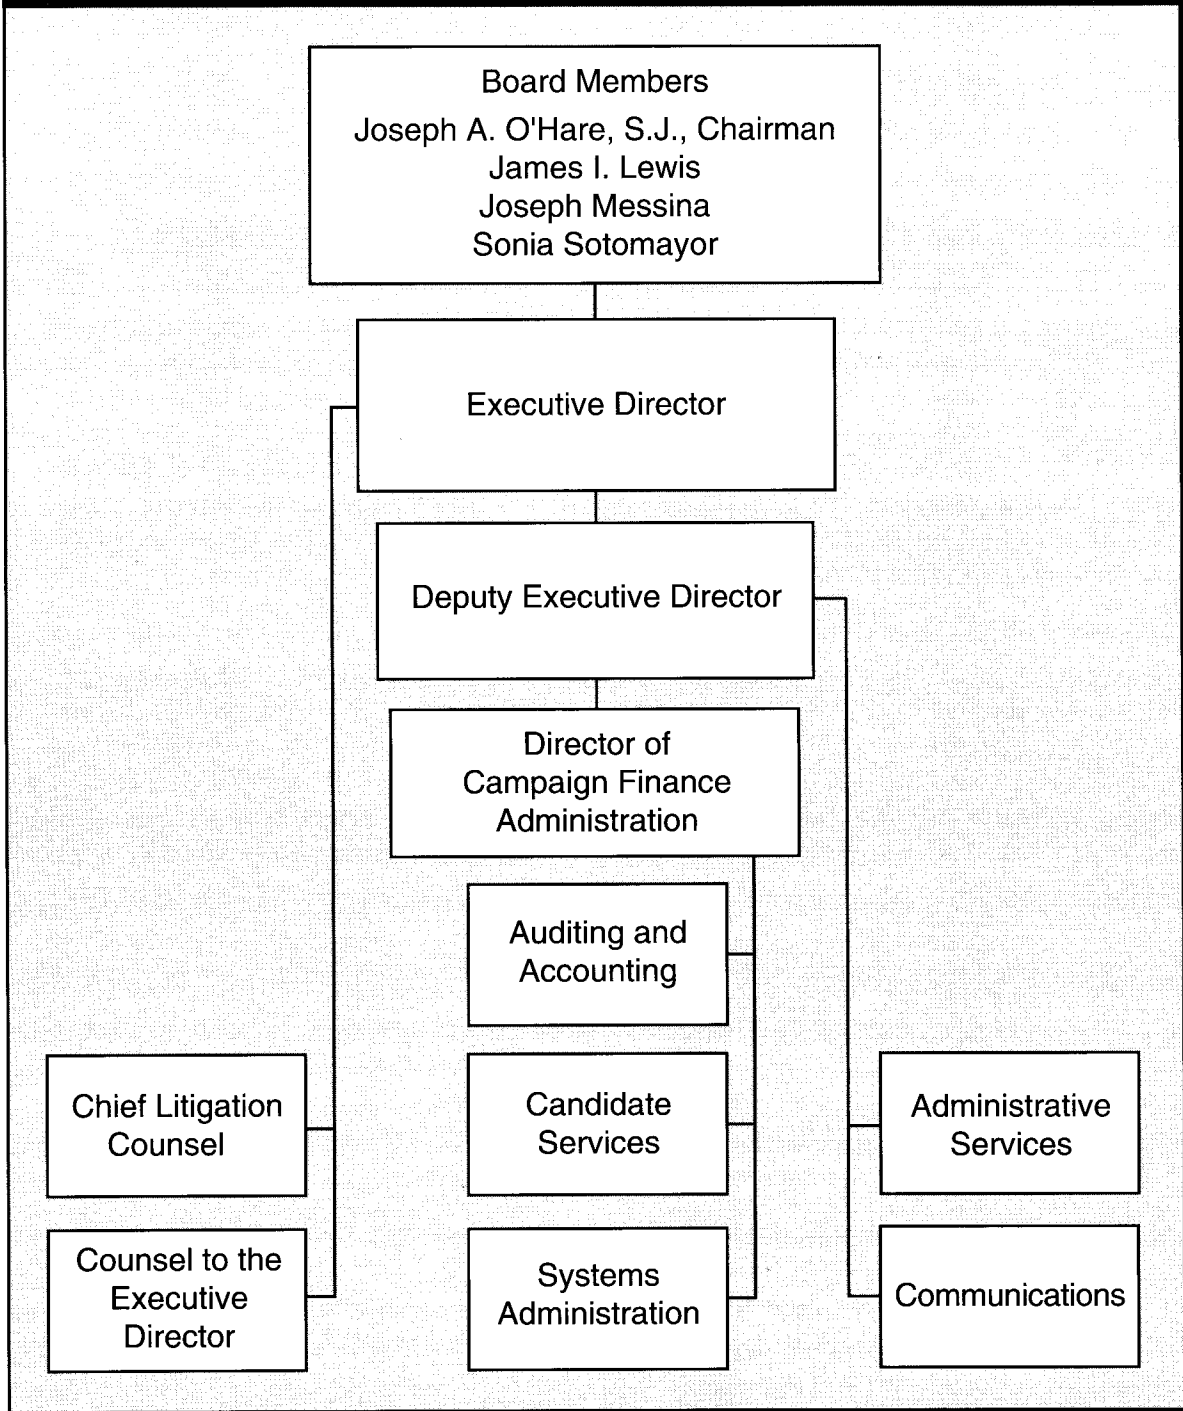 Board Members
Joseph A. O'Hare, S.J., Chairman
James I. Lewis
Joseph Messina
Sonia Sotomayor
Executive Director
Deputy Executive Director
Director of
Campaign Finance
Administration
Auditing and
Accounting
Chief Litigation
Counsel
Candidate
Services
Administrative
Services
Counsel to the
Executive
Director
Systems
Administration
Communications